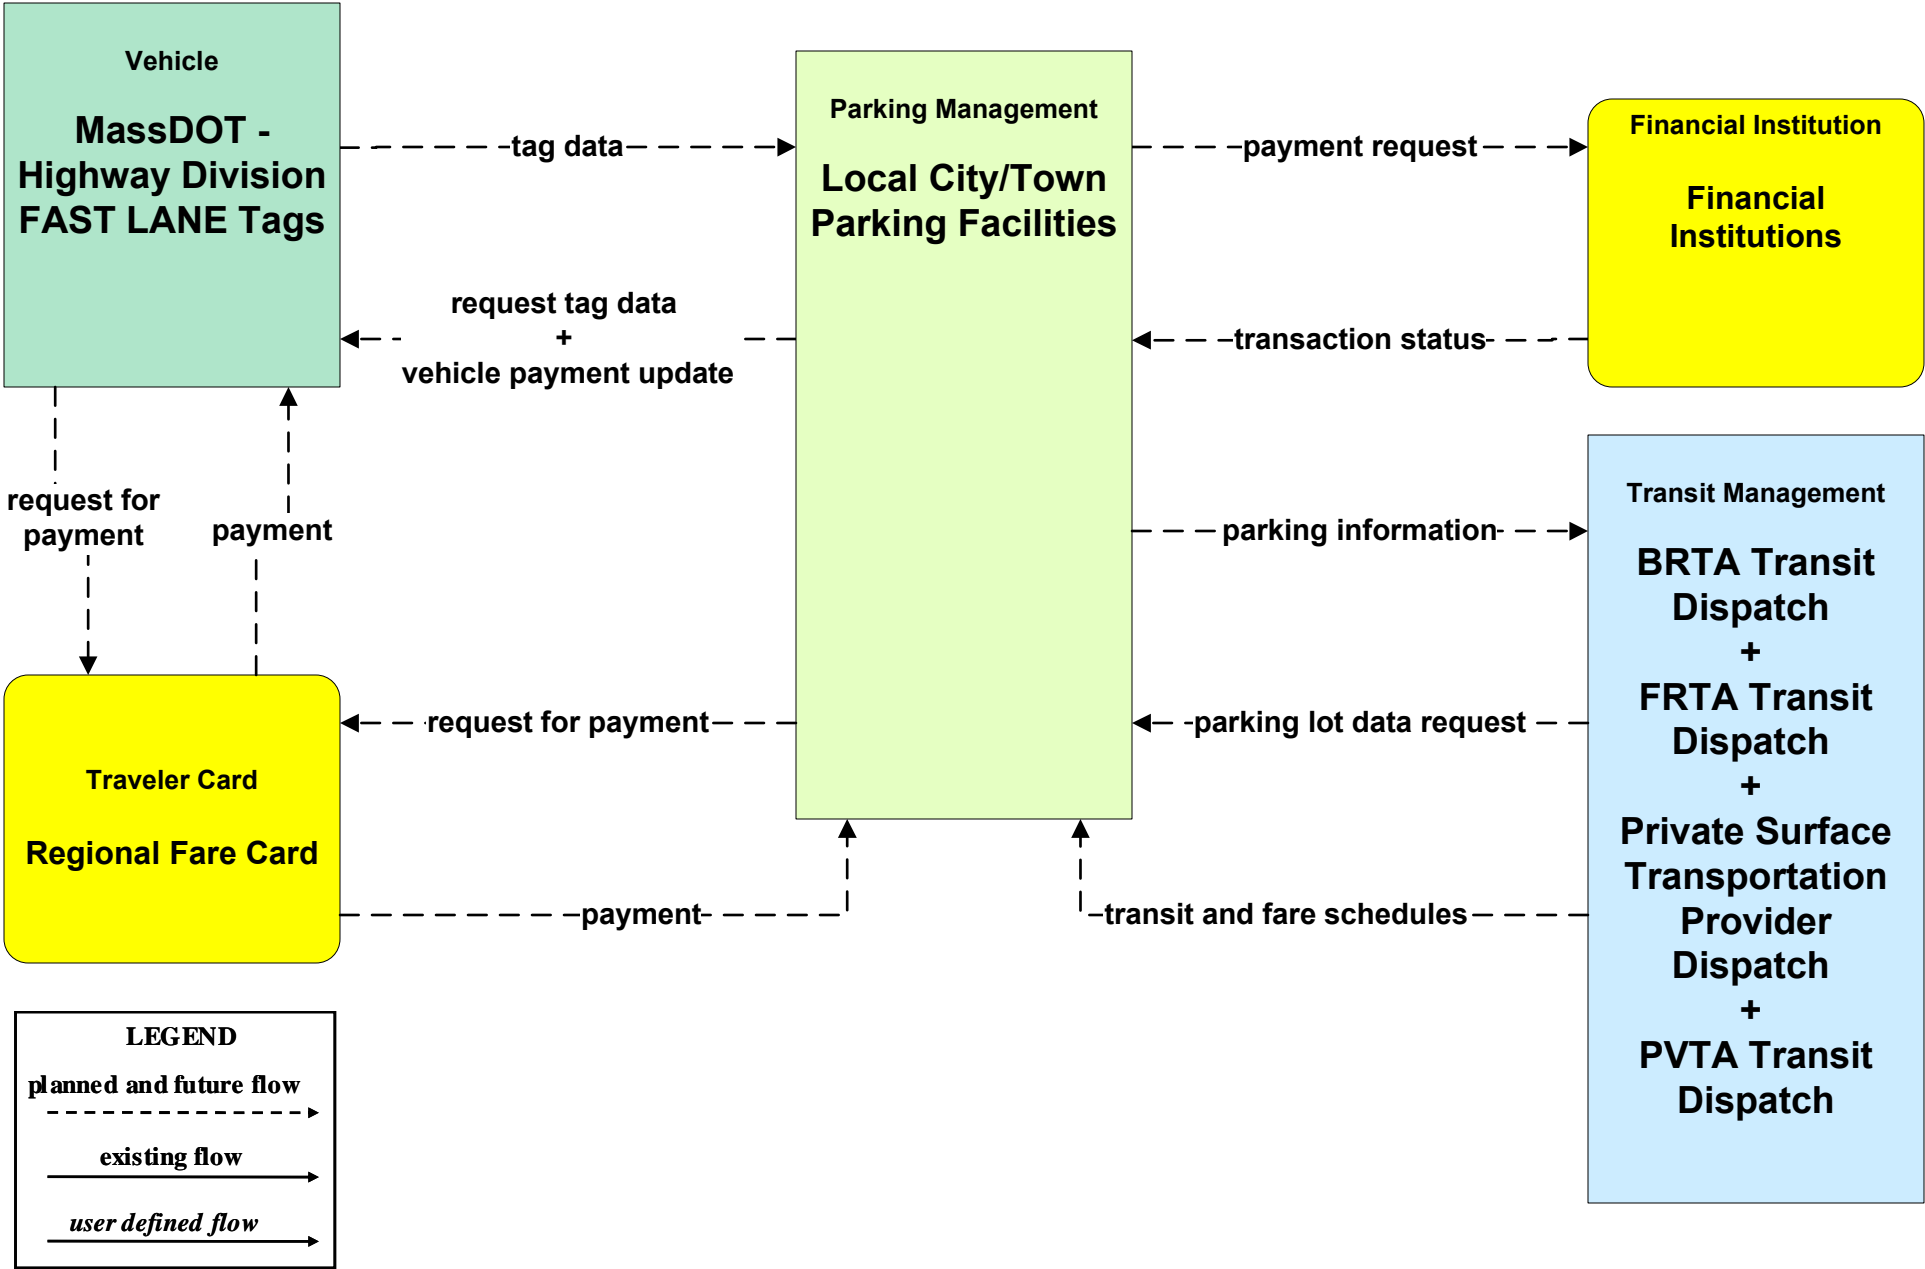 Vehicle
MassDOT -
Highway Division
FAST LANE Tags
tag data
Parking Management
Local City/Town
Parking Facilities
payment request
Financial Institution
Financial
Institutions
request tag data
+
vehicle payment update
transaction status
request for
payment
payment
parking information
Transit Management
BRTA Transit
Dispatch
+
FRTA Transit
Dispatch
+
Private Surface
Transportation
Provider
Dispatch
+
PVTA Transit
Dispatch
request for payment
parking lot data request
Traveler Card
Regional Fare Card
payment
transit and fare schedules
LEGEND
planned and future flow
existing flow
user defined flow